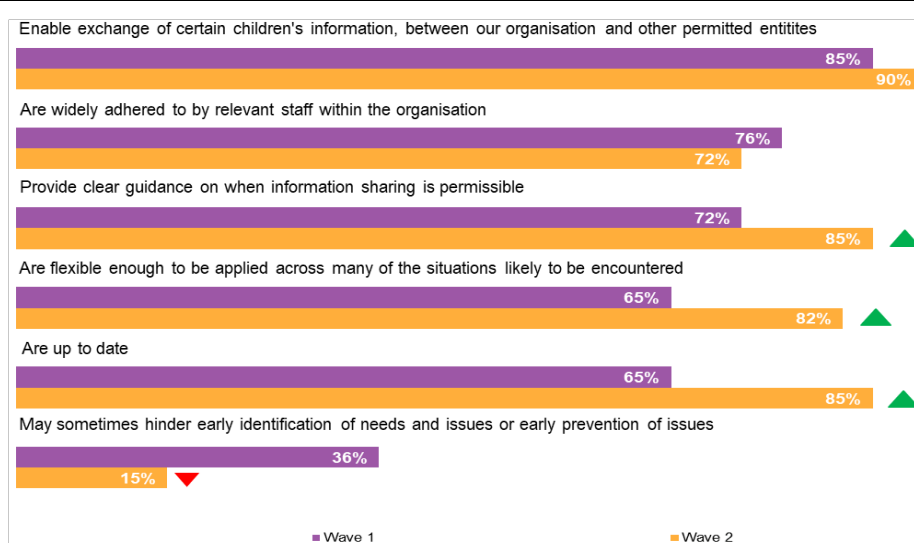 Enable exchange of certain children's information, between our organisation and other permitted entitites
85%
90%
Are widely adhered to by relevant staff within the organisation
76%
72%
Provide clear guidance on when information sharing is permissible
72%
85%
Are flexible enough to be applied across many of the situations likely to be encountered
65%
82%
Are up to date
65%
85%
May sometimes hinder early identification of needs and issues or early prevention of issues
36%
15%
Wave 1 Wave 2